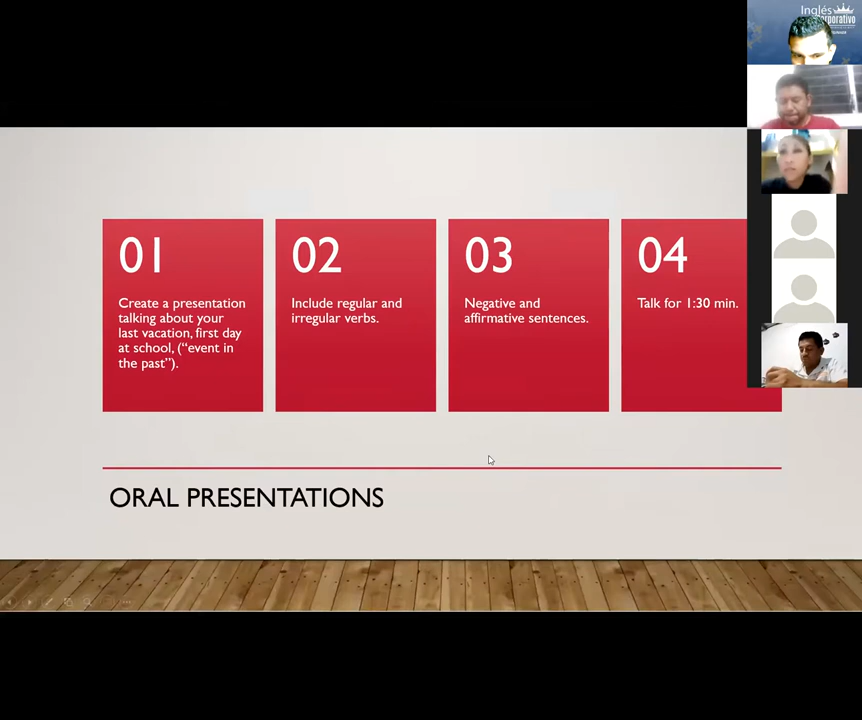 Inglés
01
Create a presentation
talking about your
last vacation, first day
at school, (“event in
the past”).
02
Include regular and
irregular verbs.
03
Negative and
affirmative sentences.
04
Talk for 1:30 min.
ORAL PRESENTATIONS